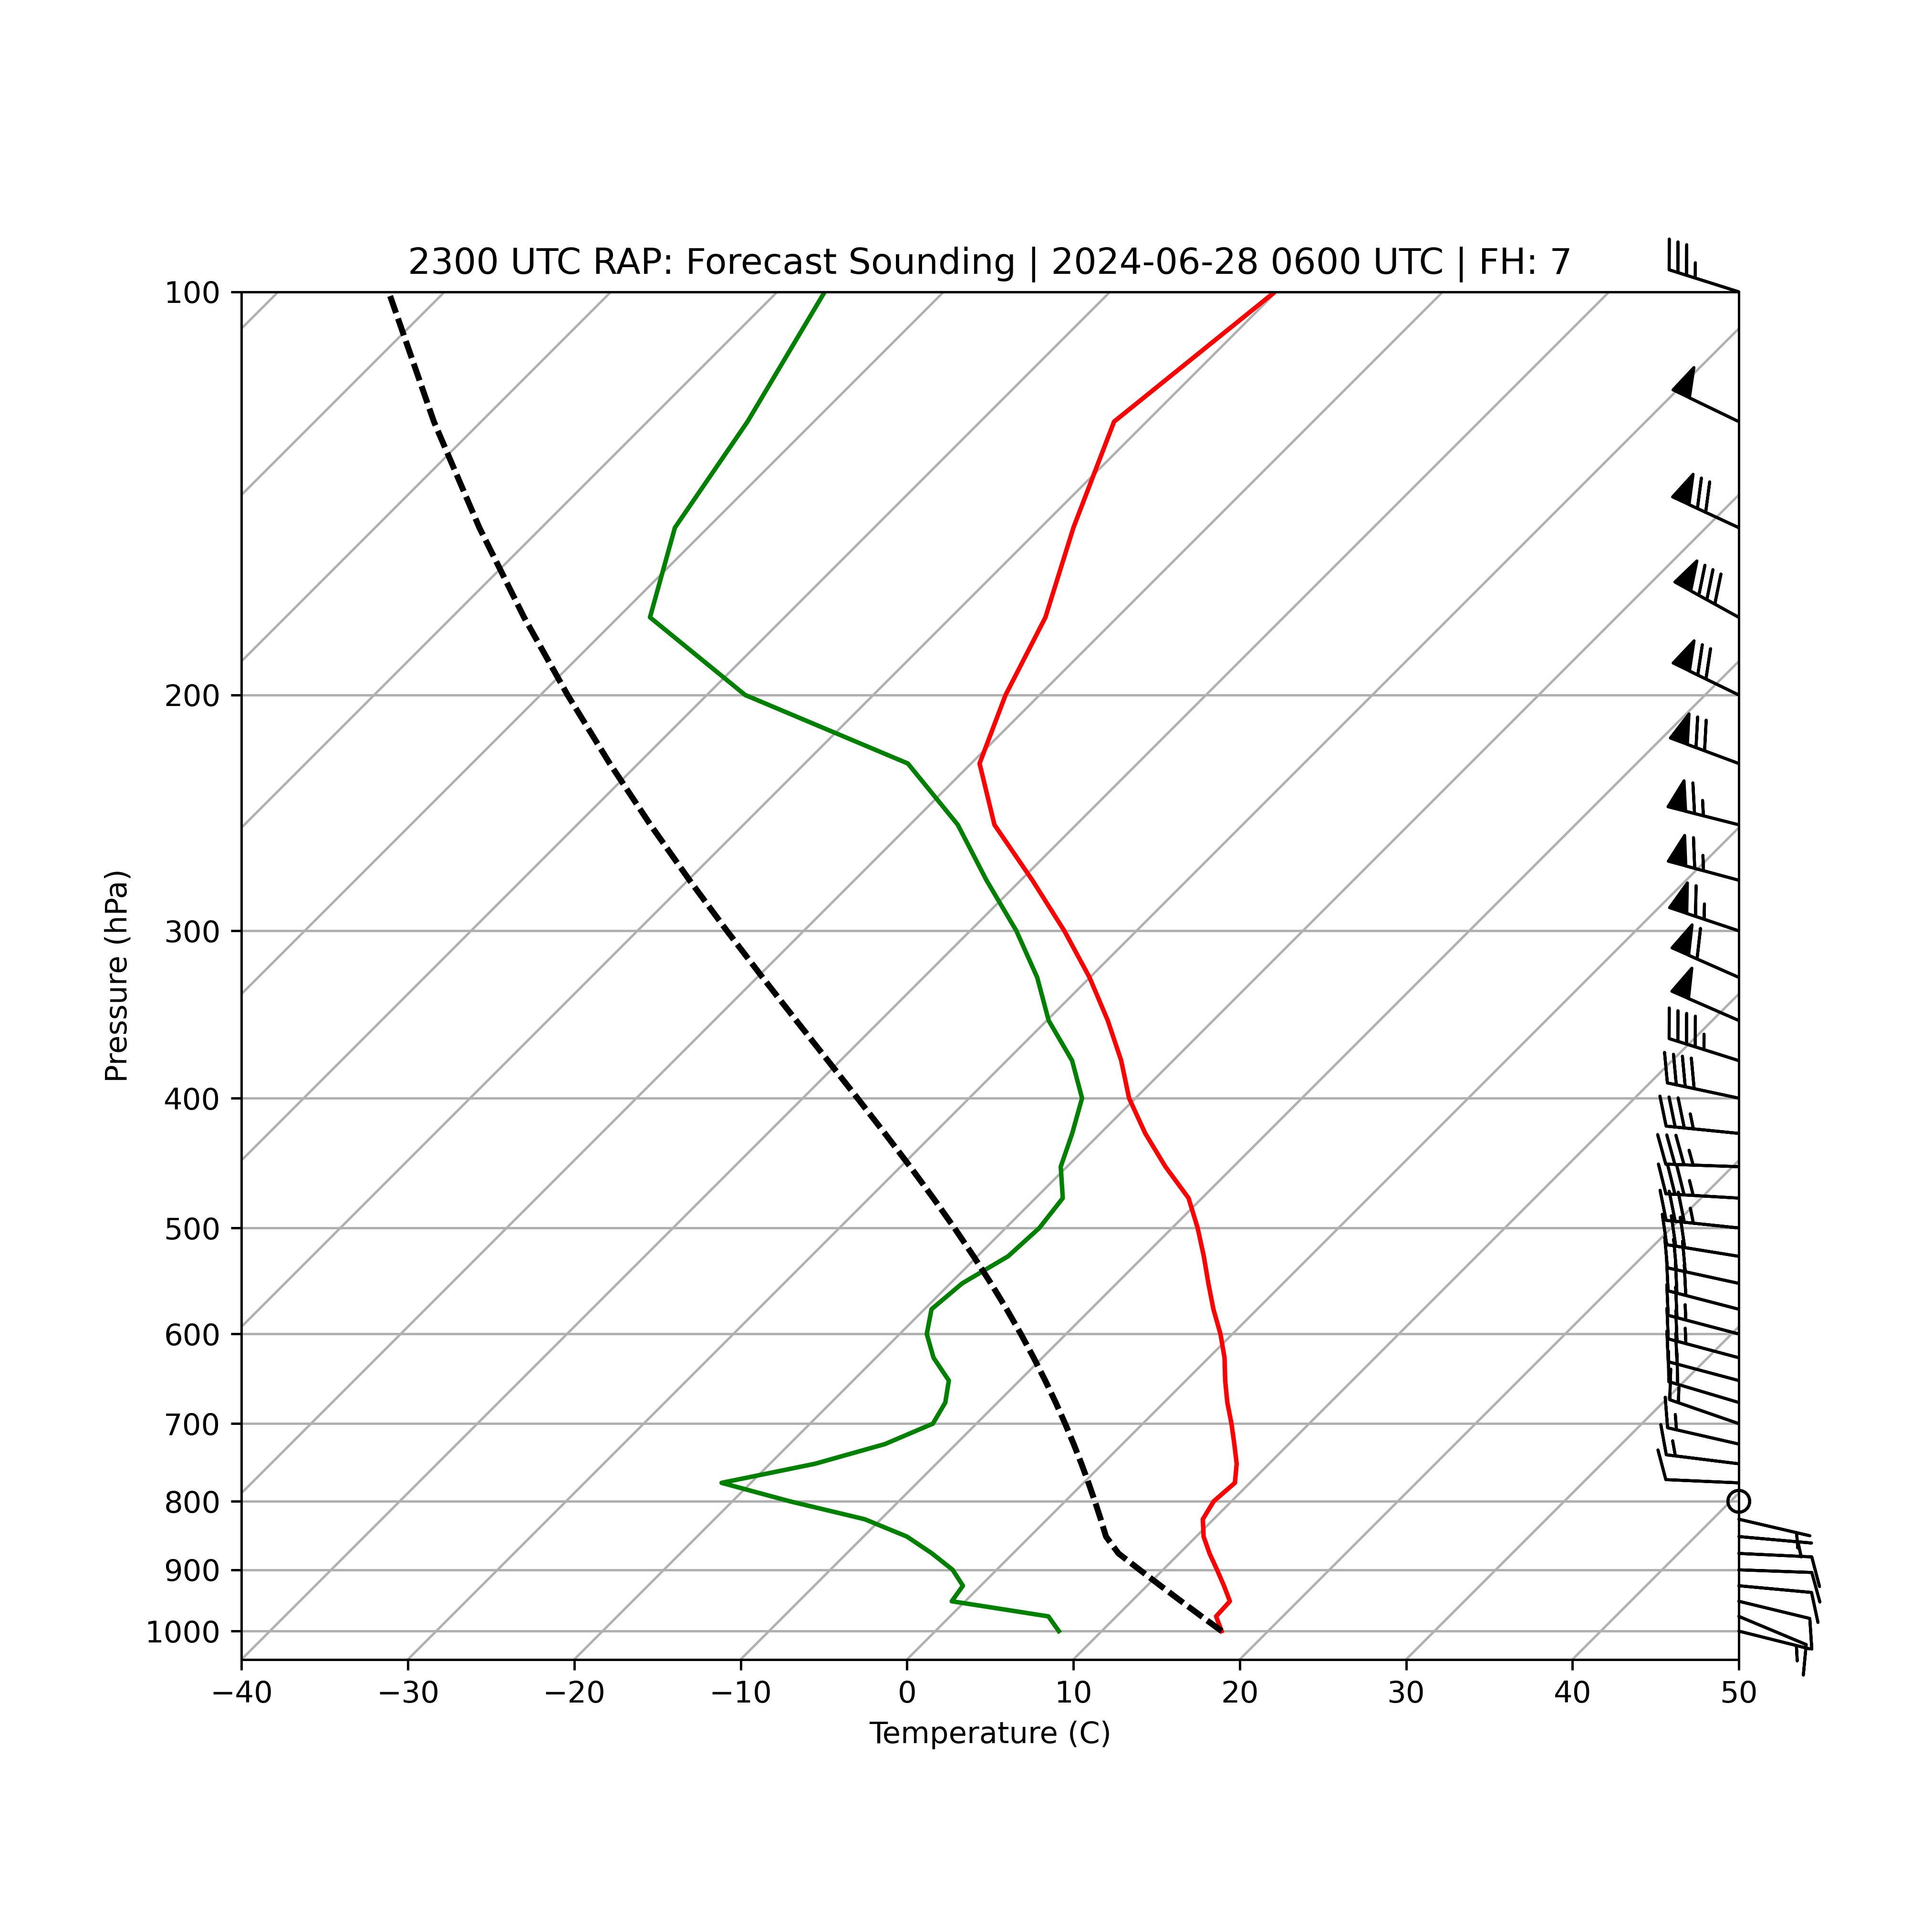 2300 UTC RAP: Forecast Sounding | 2024-06-28 0600 UTC | FH: 7
100
200
300
400
500
600
700
800
900
1000
Pressure (hPa)
−40 −30 −20 −10 0 10 20 30 40 50
Temperature (C)